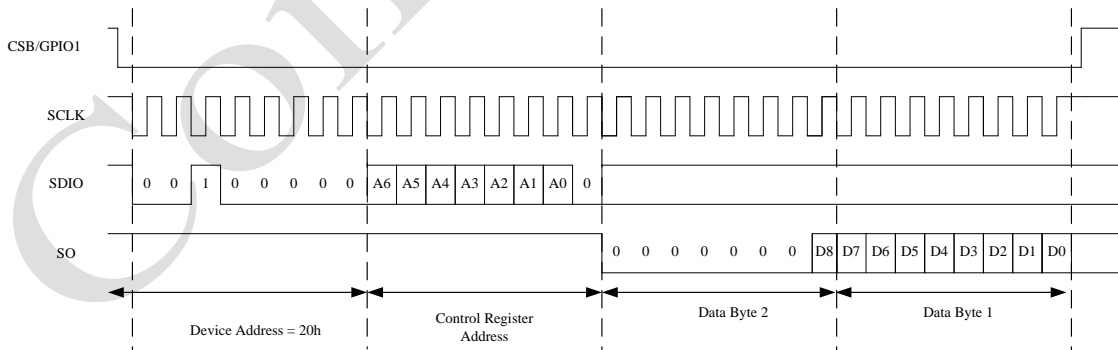 CSB/GPIO1
SCLK
SDIO
0 0 1 0 0 0 0 0 A6 A5 A4 A3 A2 A1 A0 0
SO
0 0 0 0 0 0 0 D8 D7 D6 D5 D4 D3 D2 D1 D0
Device Address = 20h
Control Register
Address
Data Byte 2
Data Byte 1